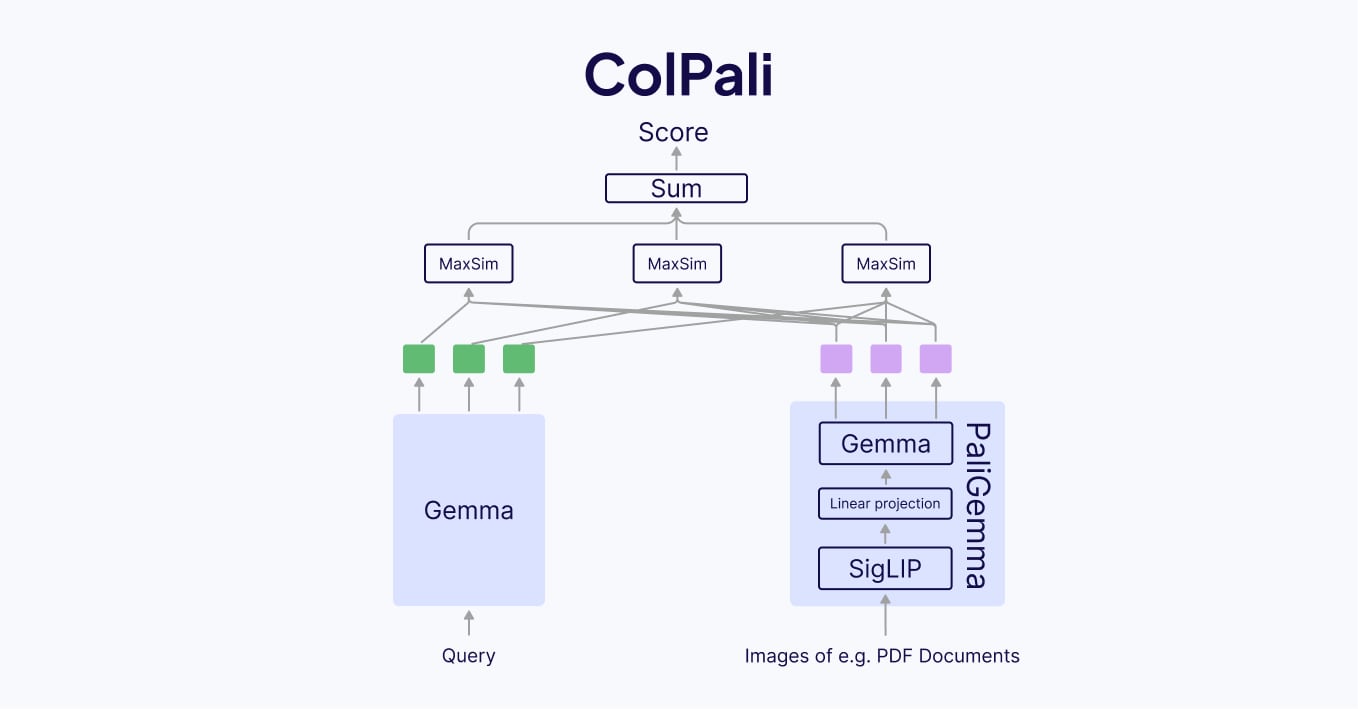 ColPali
Score
Sum
MaxSim
MaxSim
MaxSim
Gemma
Query
Gemma
Linear projection
SigLIP
PaliGemma
Images of e.g. PDF Documents